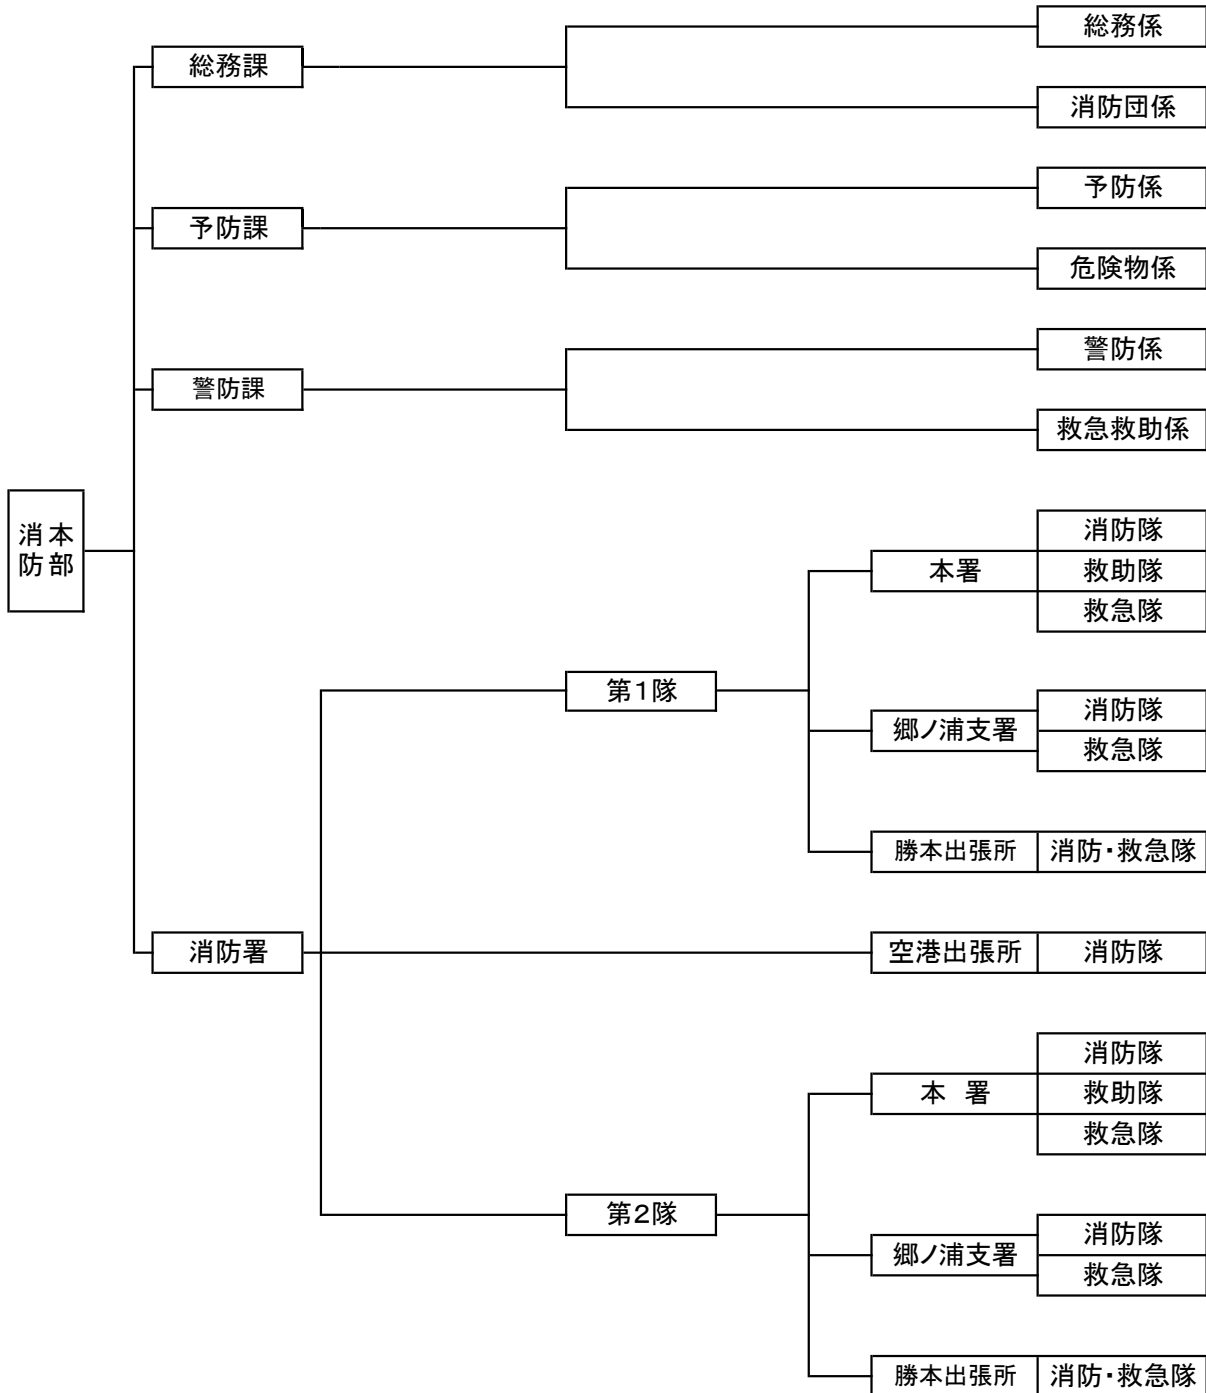 総務係
総務課
消防団係
予防係
予防課
危険物係
警防係
警防課
救急救助係
消本
防部
消防隊
本署
救助隊
救急隊
第1隊
消防隊
郷ノ浦支署
救急隊
勝本出張所
消防・救急隊
消防署
空港出張所
消防隊
消防隊
本 署
救助隊
救急隊
第2隊
消防隊
郷ノ浦支署
救急隊
勝本出張所
消防・救急隊